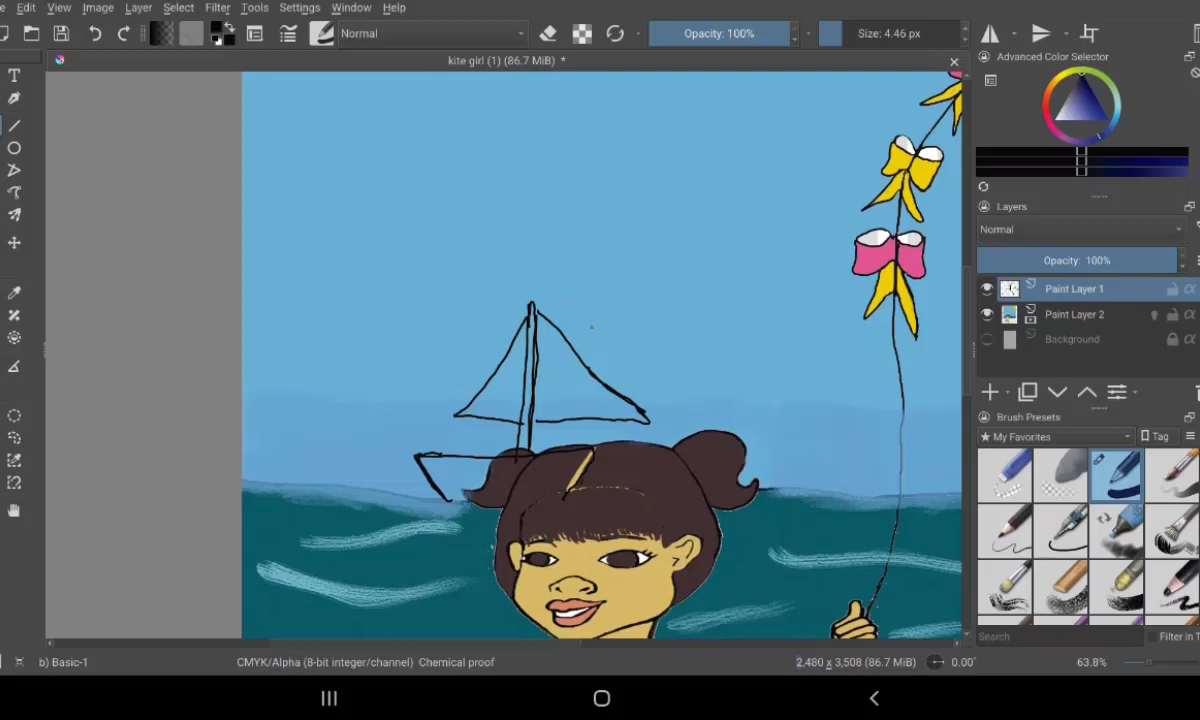 e Edit View Image Layer Select Filter Tools Settings Window Help
Normal
Opacity: 100%
Size: 4.46 px
kite girl (1) (86.7 MiB) *
Advanced Color Selector
Layers
Normal
Opacity: 100%
Paint Layer 1
Paint Layer 2
Background
Brush Presets
★ My Favorites
Tag
Search
Filter in T
b) Basic-1
CMYK/Alpha (8-bit integer/channel) Chemical proof
2,480 x 3,508 (86.7 MiB)
0.00°
63.8%